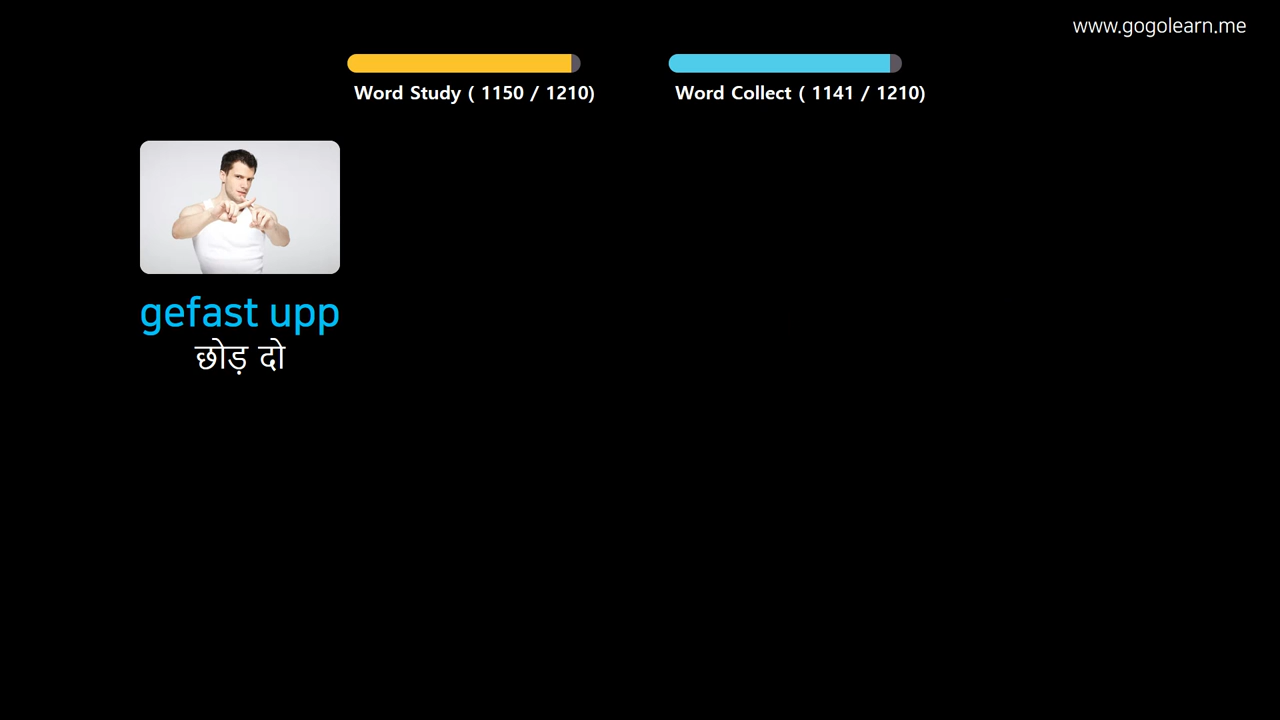 www.gogolearn.me
Word Study ( 1150 / 1210)
Word Collect ( 1141 / 1210)
gefast upp
छोड़ दो